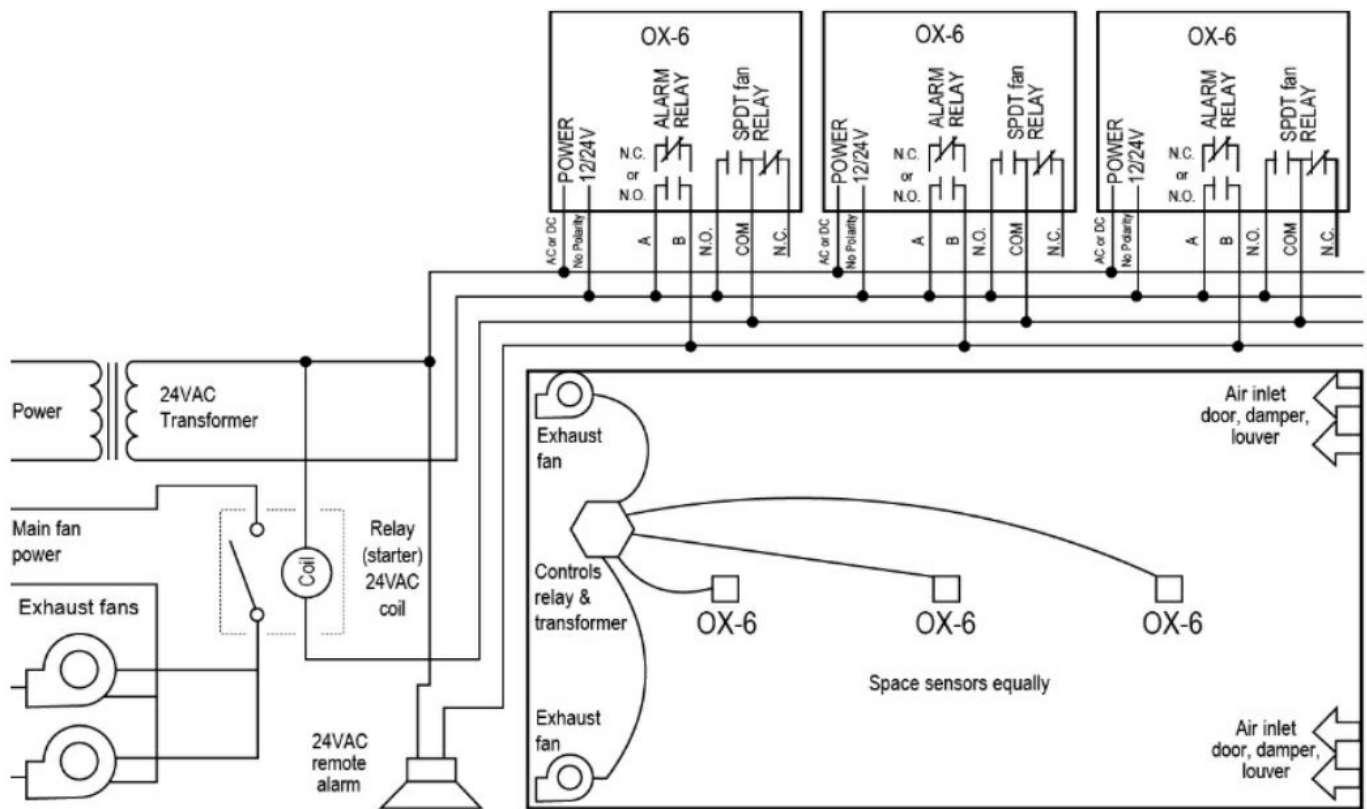 OX-6
POWER
12/24V
ALARM
RELAY
N.C.
or
N.O.
SPDT fan
RELAY
AC or DC
No Polarity
A
B
N.O.
COM
N.C.
OX-6
POWER
12/24V
ALARM
RELAY
N.C.
or
N.O.
SPDT fan
RELAY
AC or DC
No Polarity
A
B
N.O.
COM
N.C.
OX-6
POWER
12/24V
ALARM
RELAY
N.C.
or
N.O.
SPDT fan
RELAY
AC or DC
No Polarity
A
B
N.O.
COM
N.C.
Power
24VAC
Transformer
Main fan
power
Coil
Relay
(starter)
24VAC
coil
Exhaust fans
24VAC
remote
alarm
Exhaust
fan
Air inlet
door, damper,
louver
Controls
relay &
transformer
OX-6
OX-6
OX-6
Space sensors equally
Exhaust
fan
Air inlet
door, damper,
louver